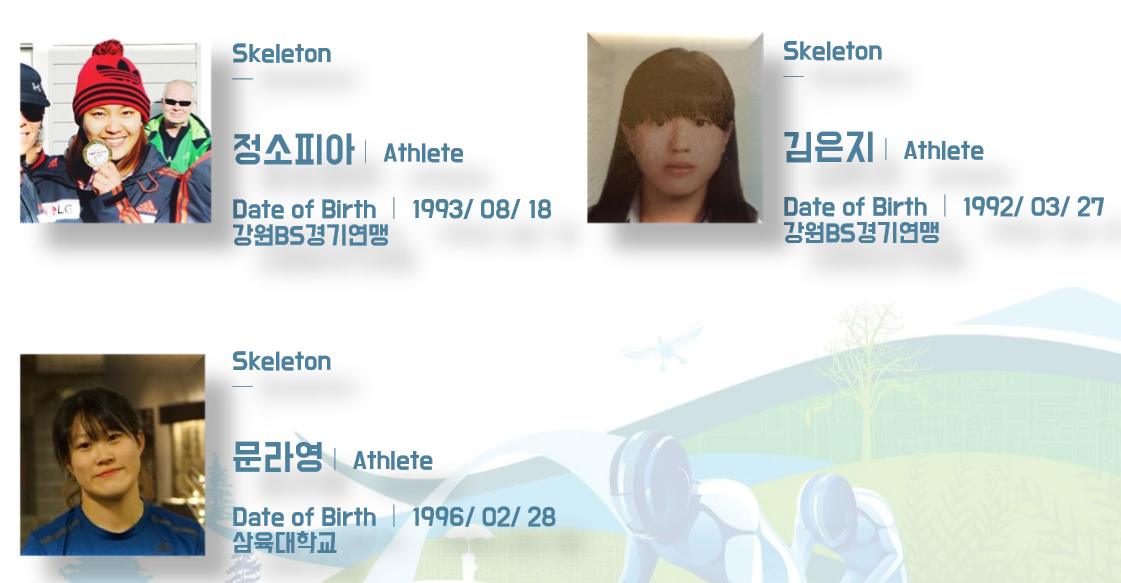 Skeleton
정소피아 | Athlete
Date of Birth | 1993/ 08/ 18
강원BS경기연맹
Skeleton
김은지 | Athlete
Date of Birth | 1992/ 03/ 27
강원BS경기연맹
Skeleton
문라영 | Athlete
Date of Birth | 1996/ 02/ 28
삼육대학교
LG